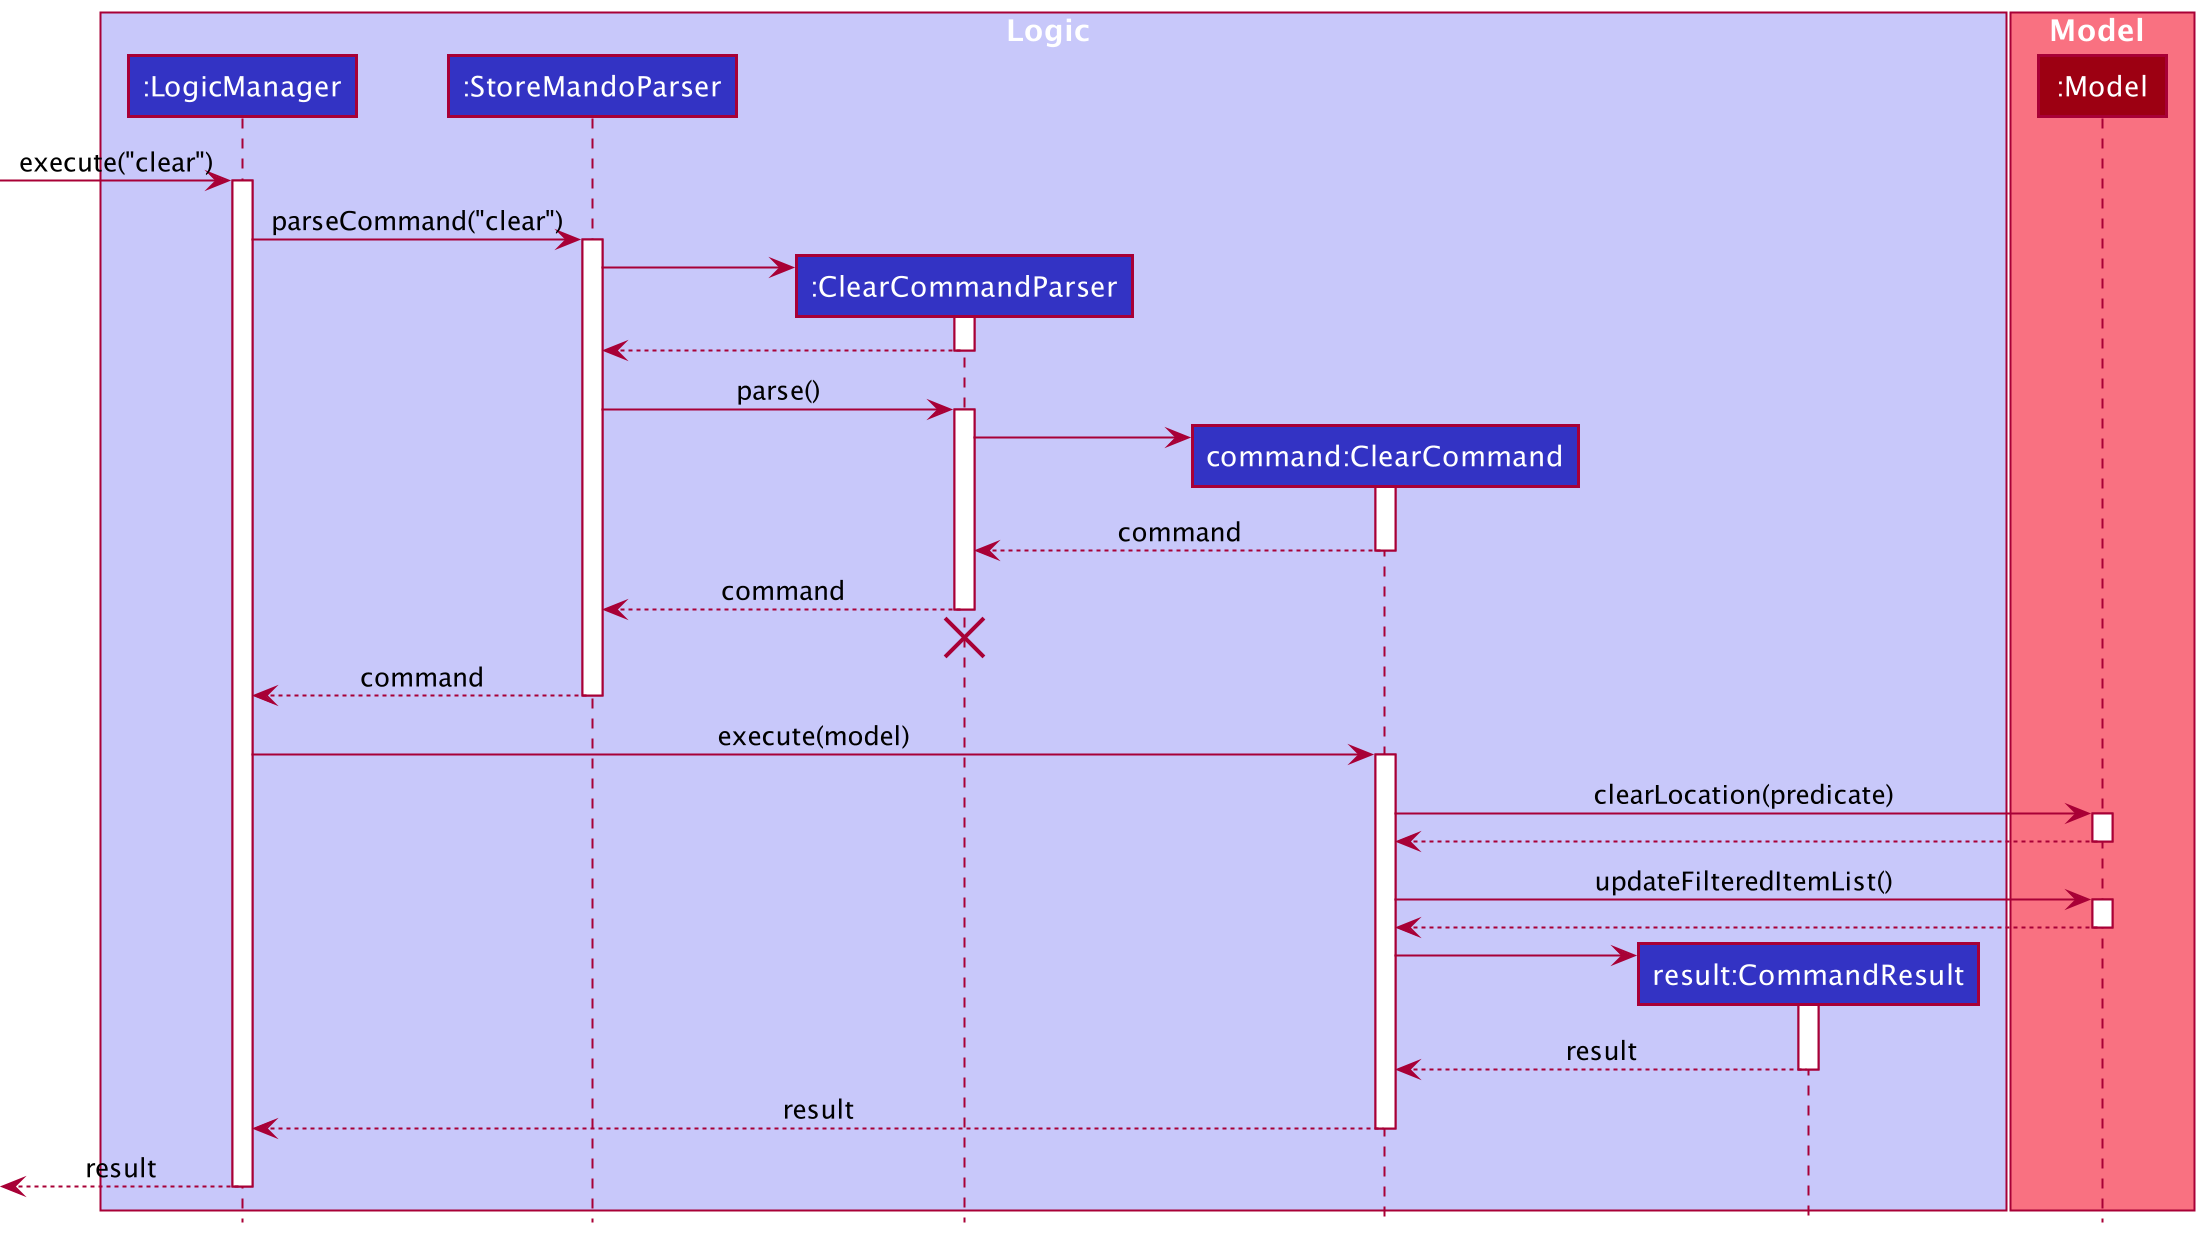 Logic
Model
:LogicManager
:StoreMandoParser
:Model
execute("clear")
parseCommand("clear")
:ClearCommandParser
parse()
command:ClearCommand
command
command
command
execute(model)
clearLocation(predicate)
updateFilteredItemList()
result:CommandResult
result
result
result